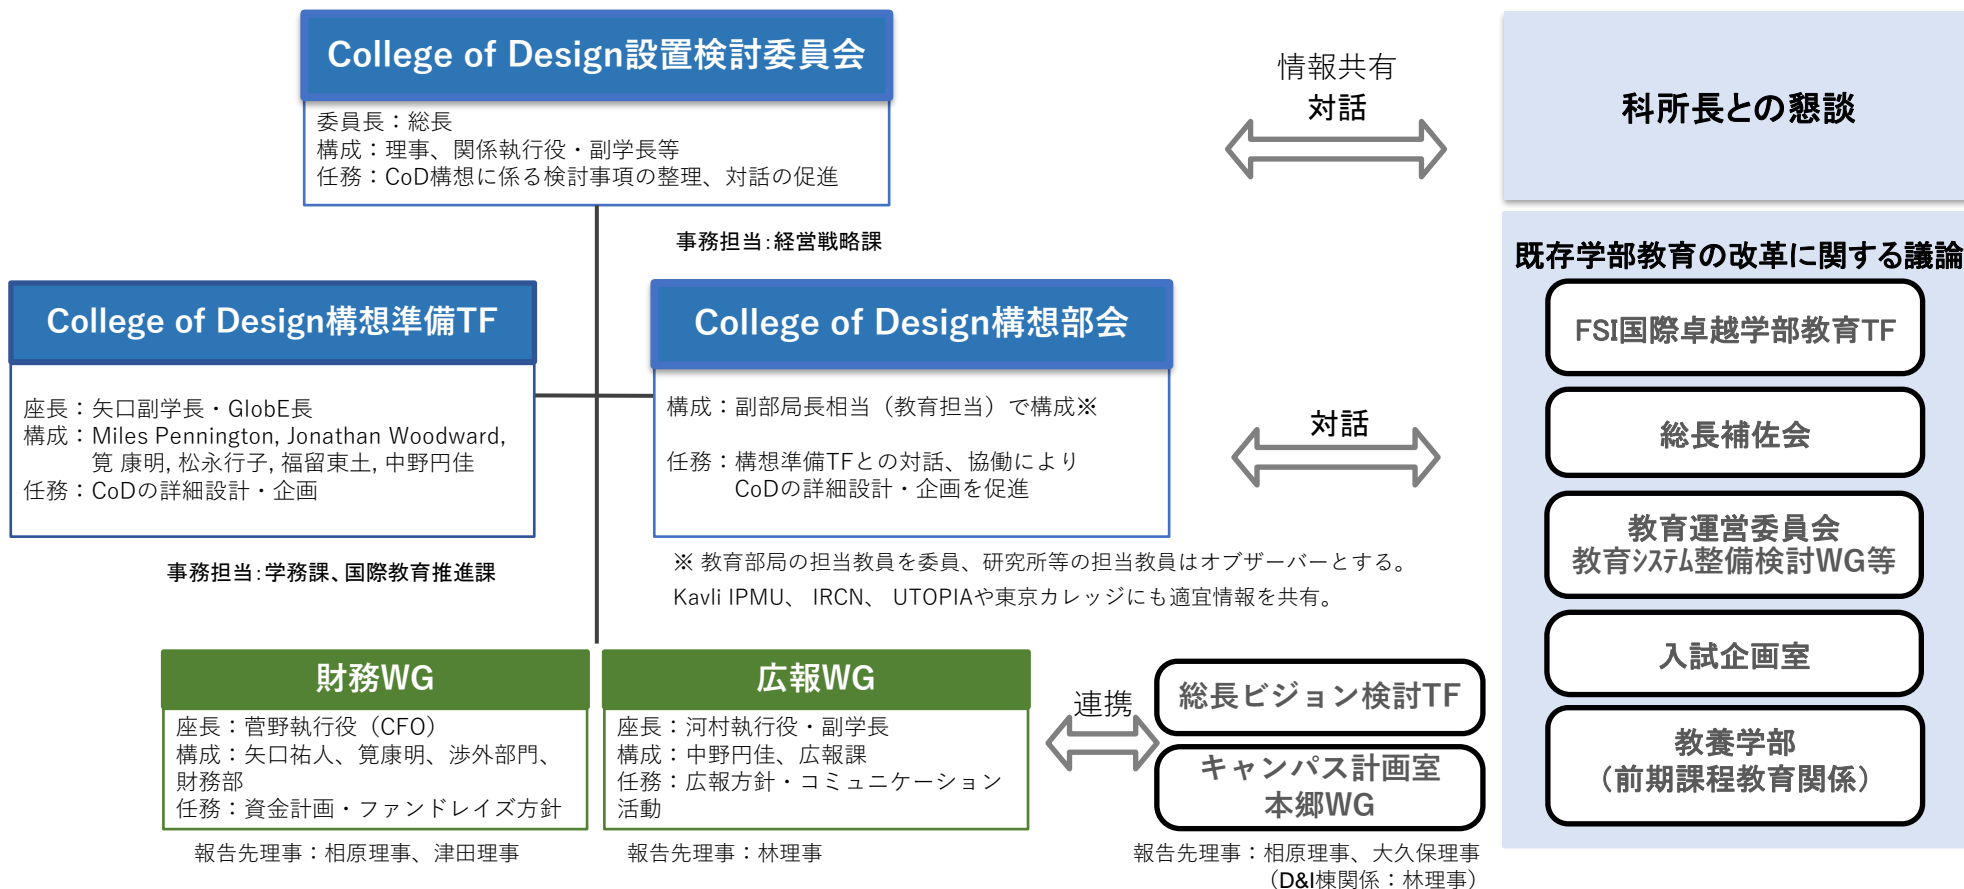 College of Design設置検討委員会
委員長：総長
構成：理事、関係執行役・副学長等
任務：CoD構想に係る検討事項の整理、対話の促進
情報共有
対話
科所長との懇談
事務担当：経営戦略課
College of Design構想準備TF
座長：矢口副学長・GlobE長
構成：Miles Pennington, Jonathan Woodward,
筧 康明, 松永行子, 福留東土, 中野円佳
任務：CoDの詳細設計・企画
事務担当：学務課、国際教育推進課
College of Design構想部会
構成：副部局長相当（教育担当）で構成※
任務：構想準備TFとの対話、協働により
CoDの詳細設計・企画を促進
※ 教育部局の担当教員を委員、研究所等の担当教員はオブザーバーとする。
Kavli IPMU、 IRCN、 UTOPIAや東京カレッジにも適宜情報を共有。
対話
既存学部教育の改革に関する議論
FSI国際卓越学部教育TF
総長補佐会
教育運営委員会
教育システム整備検討WG等
入試企画室
教養学部
（前期課程教育関係）
財務WG
座長：菅野執行役（CFO）
構成：矢口祐人、筧康明、渉外部門、
財務部
任務：資金計画・ファンドレイズ方針
報告先理事：相原理事、津田理事
広報WG
座長：河村執行役・副学長
構成：中野円佳、広報課
任務：広報方針・コミュニケーション
活動
報告先理事：林理事
連携
総長ビジョン検討TF
キャンパス計画室
本郷WG
報告先理事：相原理事、大久保理事
（D&I棟関係：林理事）